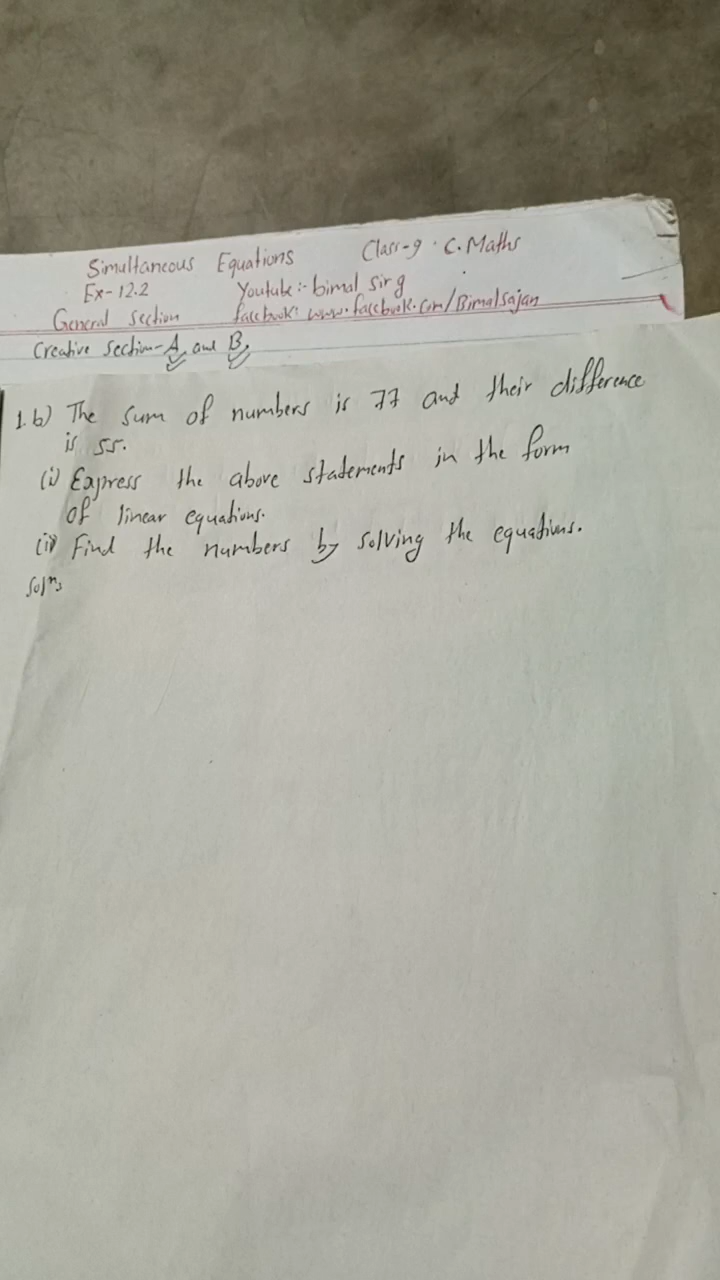 Simultaneous Equations Class-9 C. Maths
Ex-12.2 Youtube:- bimal sir g
General Section facebook: www.facebook.com/Bimalsajan
Creative section-A and B
1.b) The sum of numbers is 77 and their difference
is 55.
(i) Express the above statements in the form
of linear equations.
(ii) Find the numbers by solving the equations.
Solⁿ: